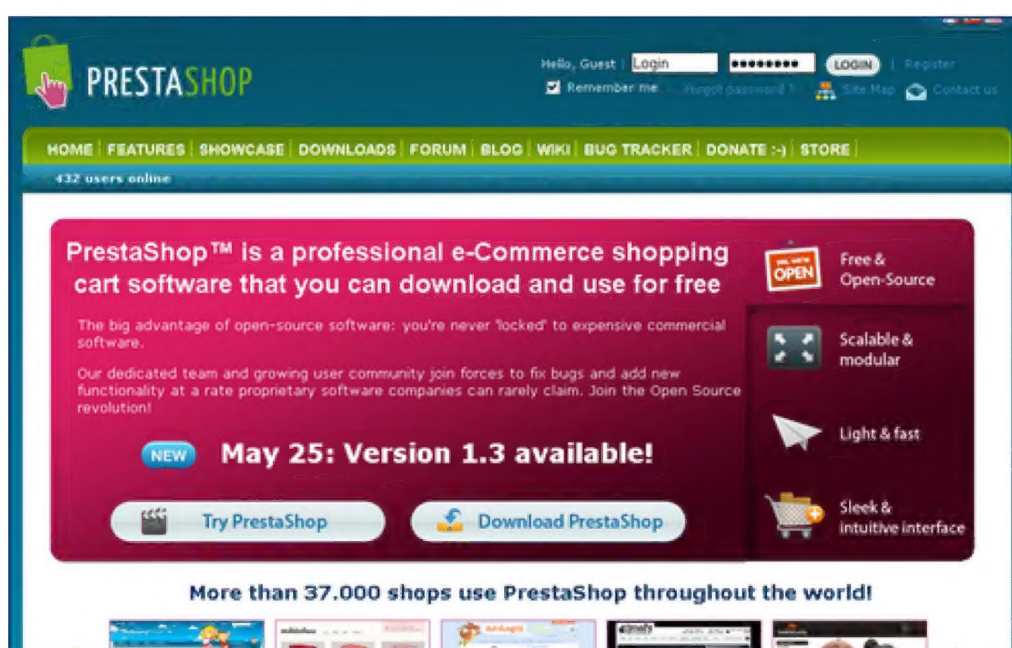 PRESTASHOP
Hello, Guest | Login ••••••••• LOGIN | Register
Remember me Forgot password ? Site Map Contact us
HOME FEATURES SHOWCASE DOWNLOADS FORUM BLOG WIKI BUG TRACKER DONATE :-) STORE
432 users online
PrestaShop™ is a professional e-Commerce shopping
cart software that you can download and use for free
The big advantage of open-source software: you're never 'locked' to expensive commercial
software.
Our dedicated team and growing user community join forces to fix bugs and add new
functionality at a rate proprietary software companies can rarely claim. Join the Open Source
revolution!
NEW May 25: Version 1.3 available!
Try PrestaShop Download PrestaShop
OPEN
Free &
Open-Source
Scalable &
modular
Light & fast
Sleek &
intuitive interface
More than 37.000 shops use PrestaShop throughout the world!